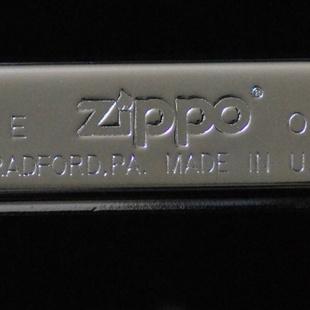 E zippo® O
RADFORD,PA. MADE IN U